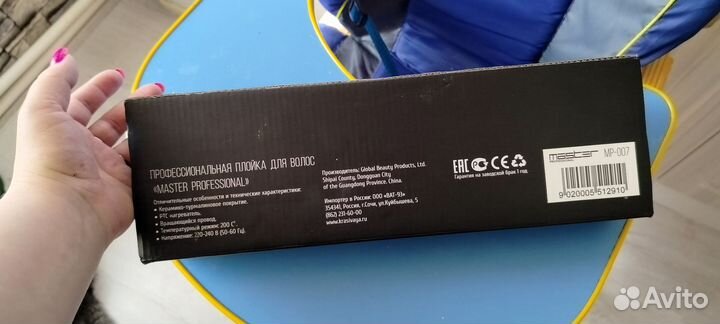 ПРОФЕССИОНАЛЬНАЯ ПЛОЙКА ДЛЯ ВОЛОС
«MASTER PROFESSIONAL»
Отличительные особенности и технические характеристики:
• Керамико-турмалиновое покрытие.
• PTC нагреватель.
• Вращающийся провод.
• Температурный режим: 200 C°.
• Напряжение: 220-240 В (50-60 Гц).
Производитель: Global Beauty Products, Ltd.
Shipai County, Dongguan City
of the Guangdong Province, China.
Импортер в России: ООО «ВАТ-93»
354341, Россия, г.Сочи, ул.Куйбышева, 5
(862) 231-60-00
www.krasivaya.ru
EAC PCT CE
Гарантия на заводской брак 1 год
master
MP-007
9 020005 512910
Avito